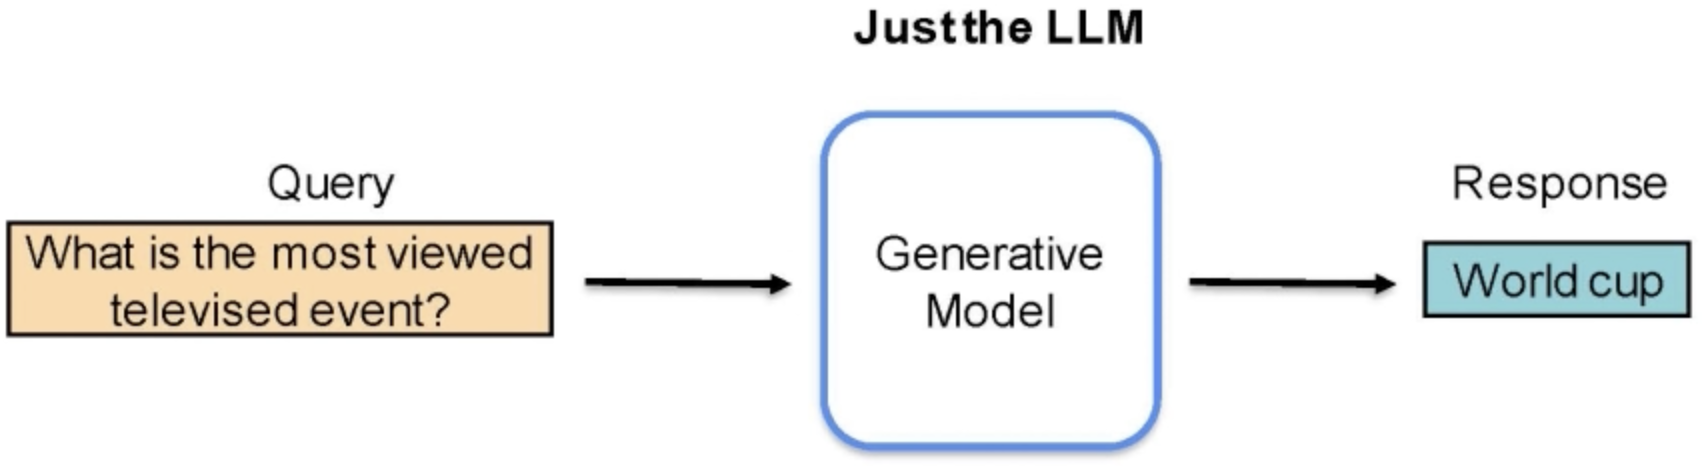 Just the LLM
Query
What is the most viewed
televised event?
Generative
Model
Response
World cup